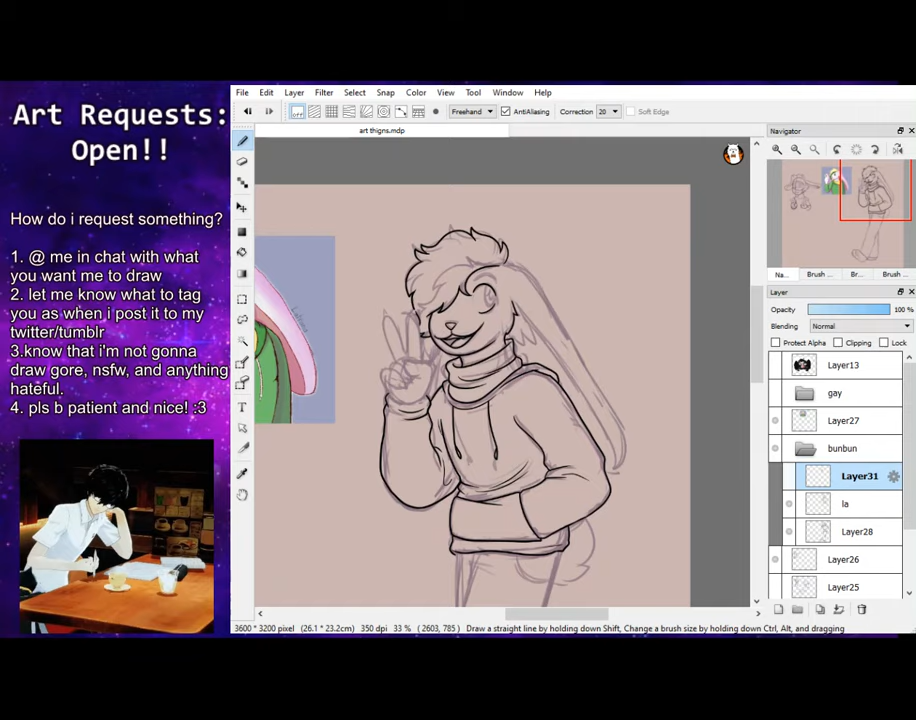 Art Requests:
Open!!
How do i request something?
1. @ me in chat with what
you want me to draw
2. let me know what to tag
you as when i post it to my
twitter/tumblr
3.know that i'm not gonna
draw gore, nsfw, and anything
hateful.
4. pls b patient and nice! :3
File Edit Layer Filter Select Snap Color View Tool Window Help
off Freehand AntiAliasing Correction 20 Soft Edge
art thigns.mdp
Navigator
Na... Brush ... Br... Brush ...
Layer
Opacity 100 %
Blending Normal
Protect Alpha Clipping Lock
Layer13
gay
Layer27
bunbun
Layer31
la
Layer28
Layer26
Layer25
3600 * 3200 pixel (26.1 * 23.2cm) 350 dpi 33 % ( 2603, 785) Draw a straight line by holding down Shift, Change a brush size by holding down Ctrl, Alt, and dragging